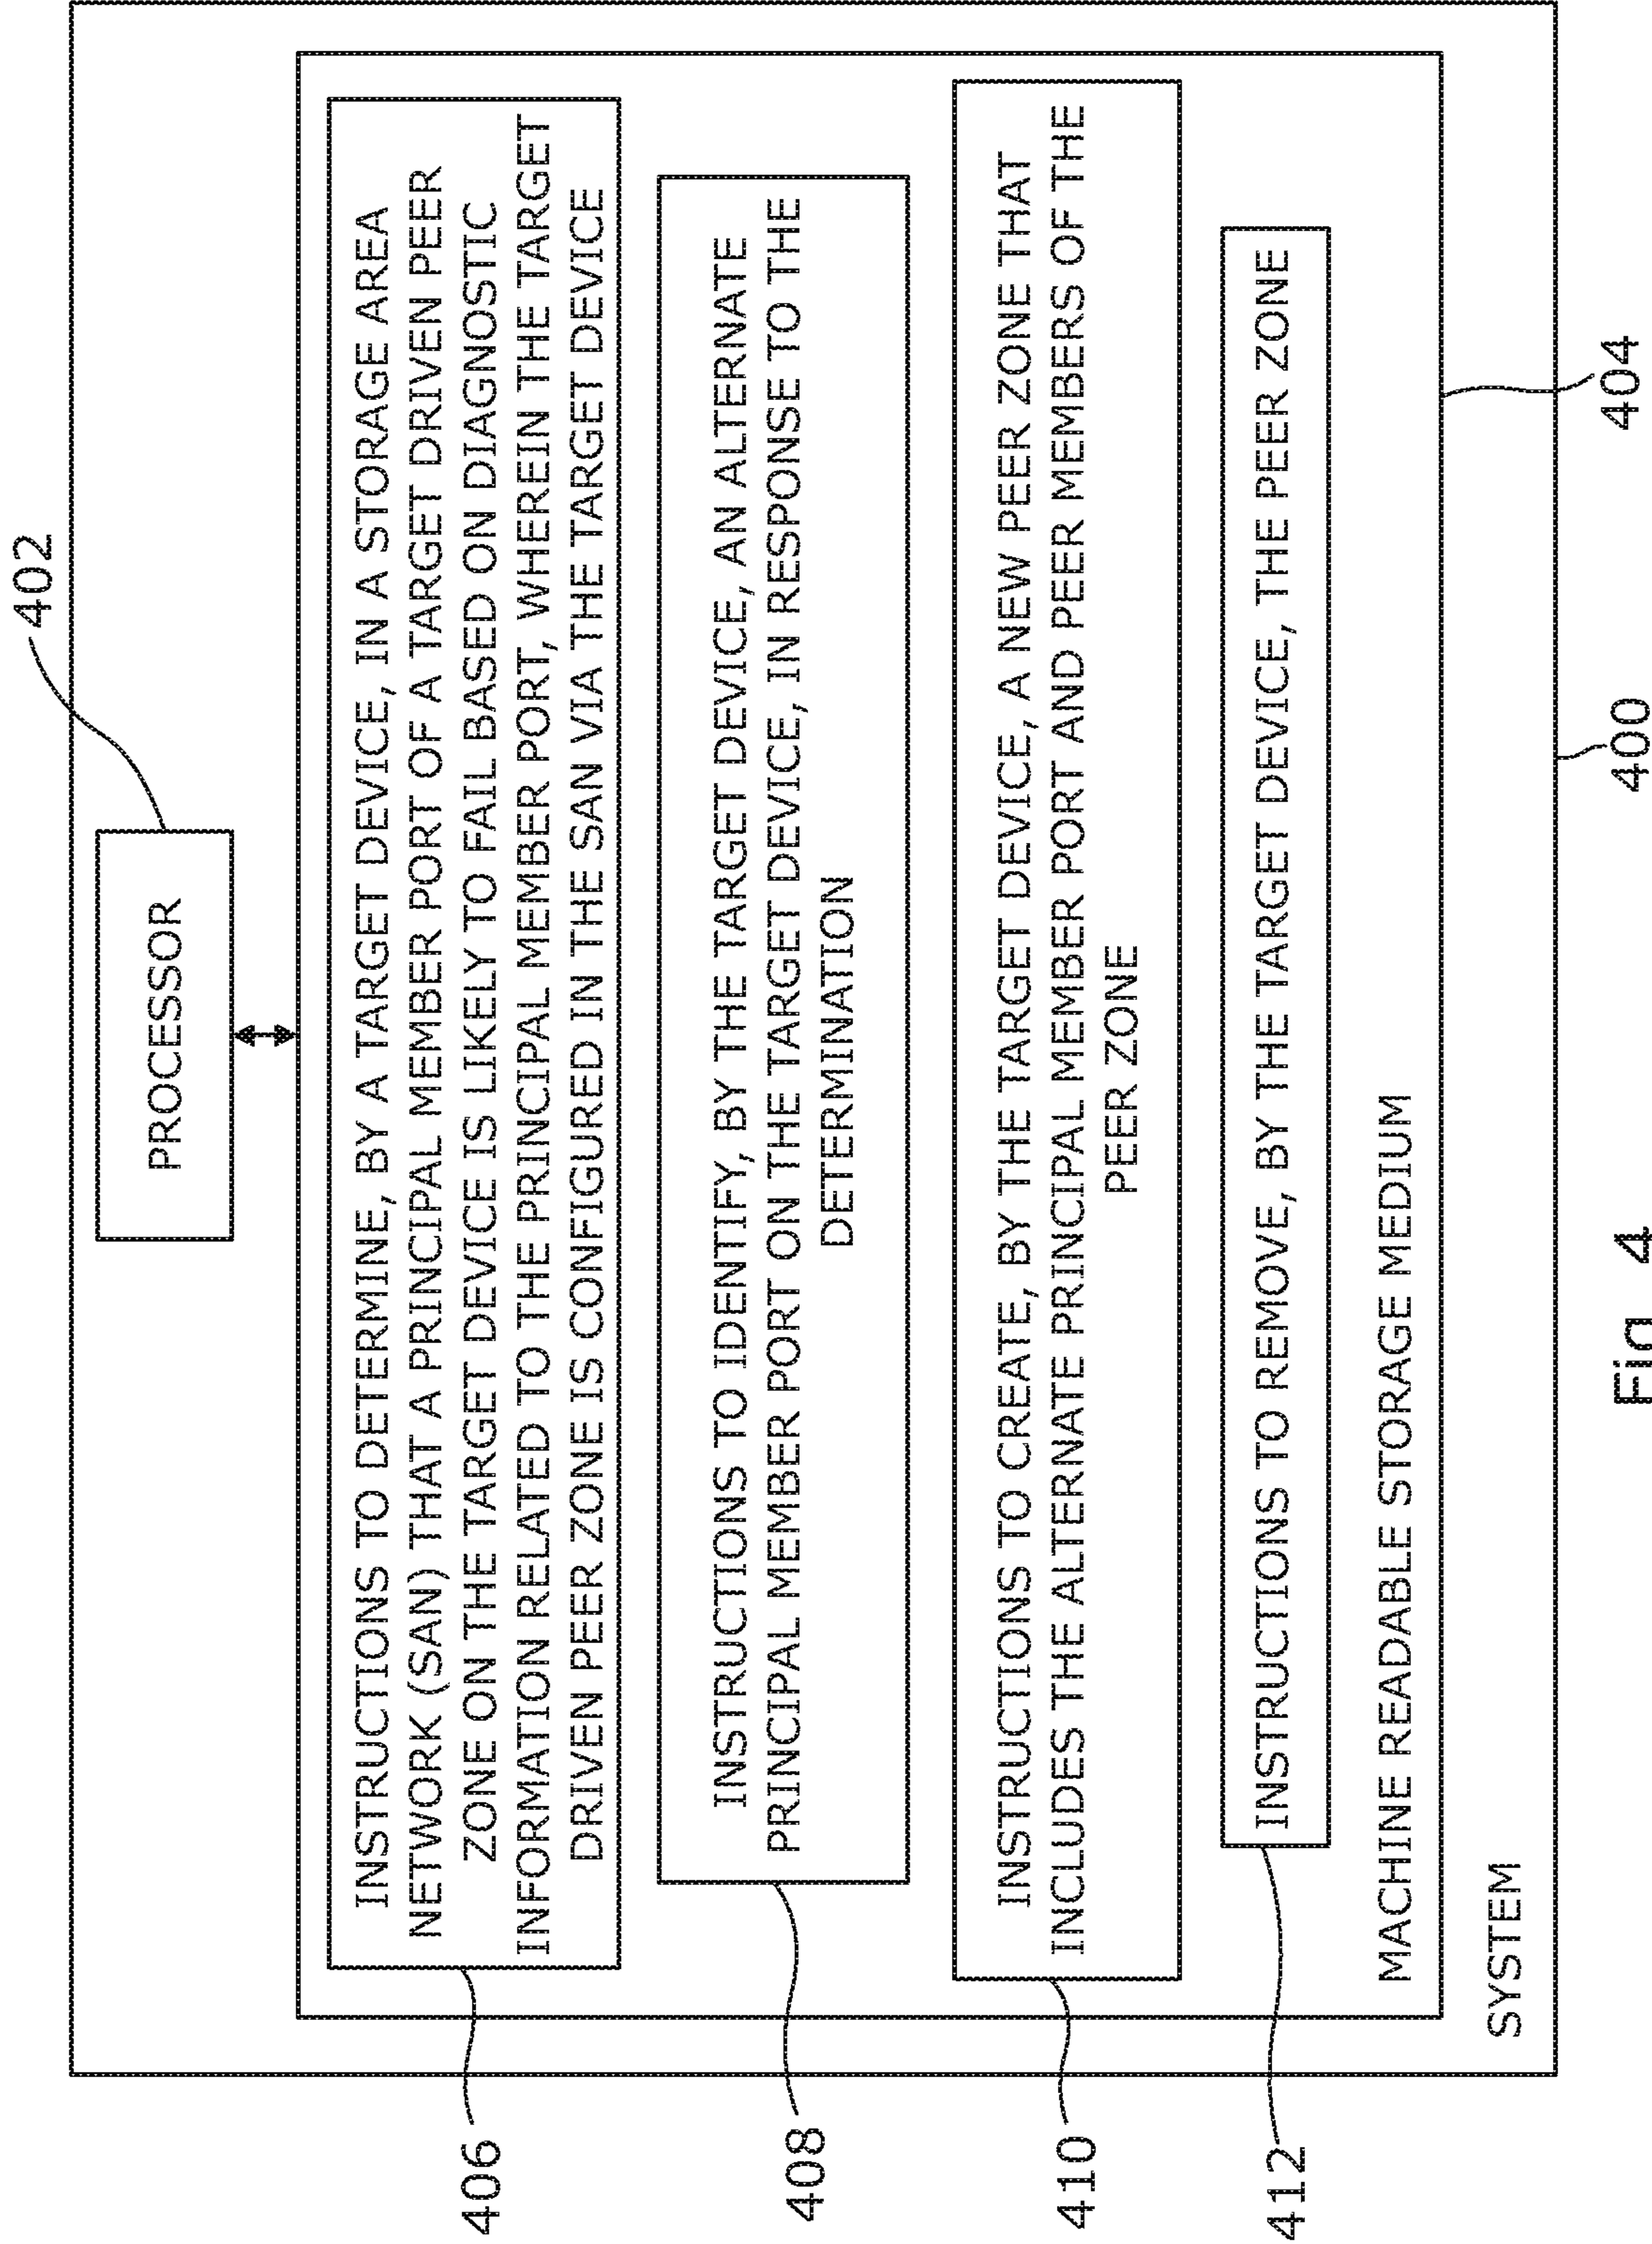 402
PROCESSOR
406
INSTRUCTIONS TO DETERMINE, BY A TARGET DEVICE, IN A STORAGE AREA
NETWORK (SAN) THAT A PRINCIPAL MEMBER PORT OF A TARGET DRIVEN PEER
ZONE ON THE TARGET DEVICE IS LIKELY TO FAIL BASED ON DIAGNOSTIC
INFORMATION RELATED TO THE PRINCIPAL MEMBER PORT, WHEREIN THE TARGET
DRIVEN PEER ZONE IS CONFIGURED IN THE SAN VIA THE TARGET DEVICE
408
INSTRUCTIONS TO IDENTIFY, BY THE TARGET DEVICE, AN ALTERNATE
PRINCIPAL MEMBER PORT ON THE TARGET DEVICE, IN RESPONSE TO THE
DETERMINATION
410
INSTRUCTIONS TO CREATE, BY THE TARGET DEVICE, A NEW PEER ZONE THAT
INCLUDES THE ALTERNATE PRINCIPAL MEMBER PORT AND PEER MEMBERS OF THE
PEER ZONE
412
INSTRUCTIONS TO REMOVE, BY THE TARGET DEVICE, THE PEER ZONE
MACHINE READABLE STORAGE MEDIUM
404
SYSTEM
400
Fig. 4